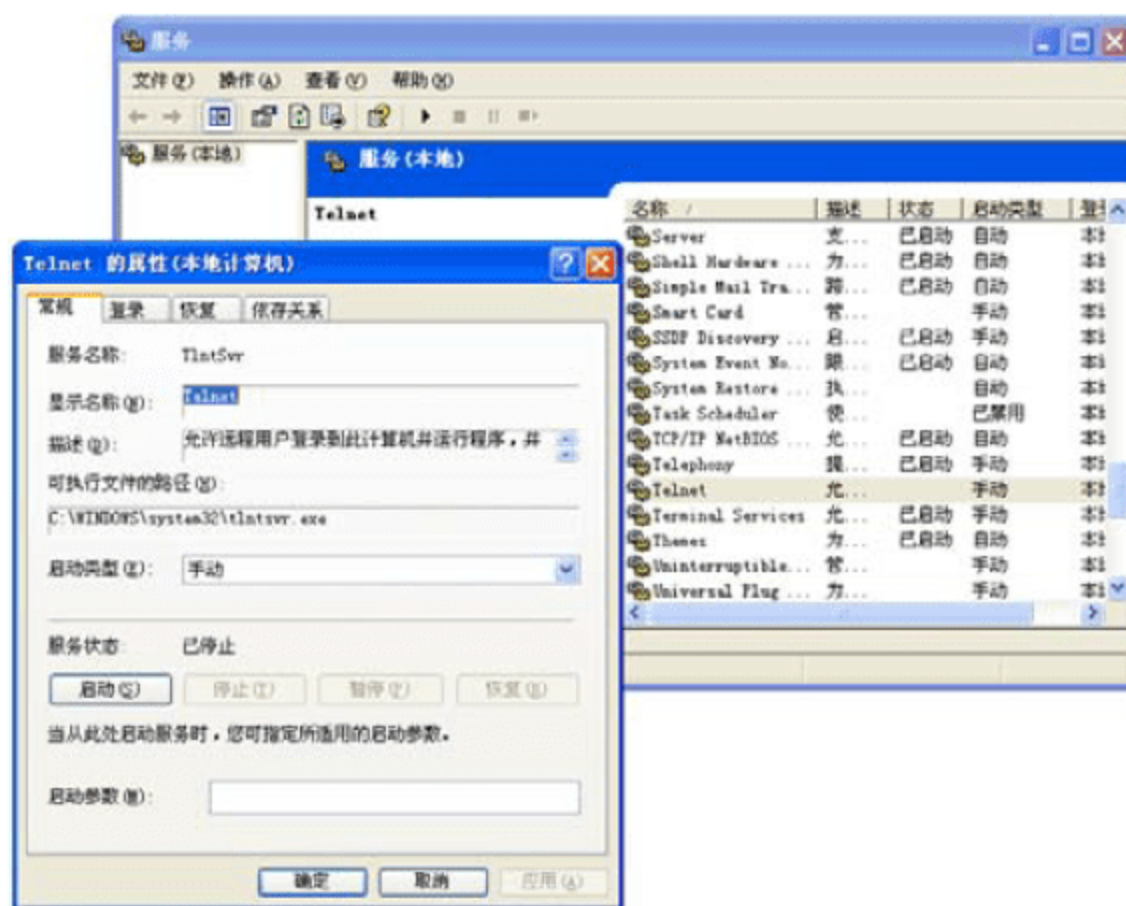 服务
文件(F) 操作(A) 查看(V) 帮助(H)
服务(本地)
服务(本地)
Telnet
名称 / 描述 状态 启动类型
Server 支... 已启动 自动
Shell Hardware ... 为... 已启动 自动
Simple Mail Tra... 跨... 已启动 自动
Smart Card 管... 手动
SSDP Discovery ... 启... 已启动 手动
System Event No... 跟... 已启动 自动
System Restore ... 执... 自动
Task Scheduler 使... 已禁用
TCP/IP NetBIOS ... 允... 已启动 自动
Telephony 提... 已启动 手动
Telnet 允... 手动
Terminal Services 允... 已启动 手动
Themes 为... 已启动 自动
Uninterruptible... 管... 手动
Universal Plug ... 为... 手动
Telnet 的属性(本地计算机)
常规 登录 恢复 依存关系
服务名称: TlntSvr
显示名称(N): Telnet
描述(D): 允许远程用户登录到此计算机并运行程序，并
可执行文件的路径(H):
C:\WINDOWS\system32\tlntsvr.exe
启动类型(E): 手动
服务状态: 已停止
启动(S) 停止(T) 暂停(P) 恢复(R)
当从此处启动服务时，您可指定所适用的启动参数。
启动参数(M):
确定 取消 应用(A)